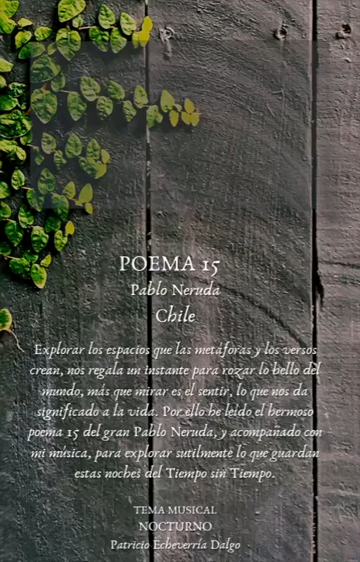 POEMA 15
Pablo Neruda
Chile
Explorar los espacios que las metáforas y los versos
crean, nos regala un instante para rozar lo bello del
mundo, más que mirar es el sentir, lo que nos da
significado a la vida. Por ello he leído el hermoso
poema 15 del gran Pablo Neruda, y acompañado con
mi música, para explorar sutilmente lo que guardan
estas noches del Tiempo sin Tiempo.
TEMA MUSICAL
NOCTURNO
Patricio Echeverría Dalgo